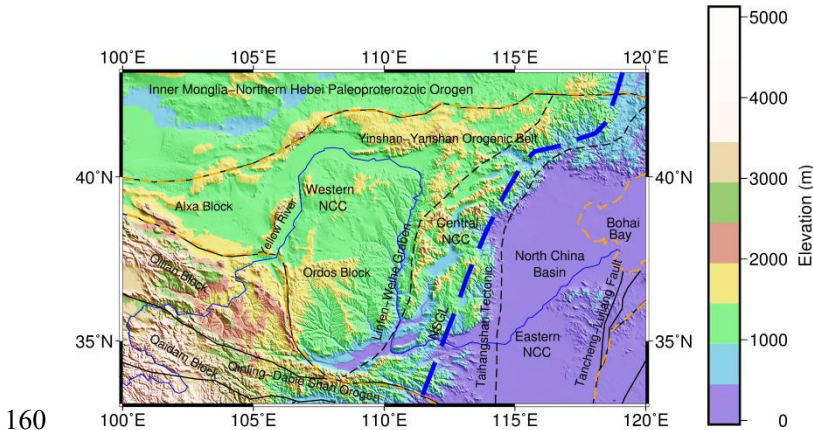 100˚E 105˚E 110˚E 115˚E 120˚E
5000
Inner Monglia-Northern Hebei Paleoproterozoic Orogen
Yinshan-Yanshan Orogenic Belt
4000
40˚N 40˚N
Western
NCC
Alxa Block
Yellow River
Central
NCC
Bohai
Bay
3000
Elevation (m)
North China
Basin
Qilian Block
Ordos Block
Linfen-Weihe Graben
2000
Taihangshan Tectonic
Tancheng-Lujiang Fault
35˚N 35˚N
NSGL
Eastern
NCC
1000
Qaidam Block
Qinling-Dabie Shan Orogen
0
160
100˚E 105˚E 110˚E 115˚E 120˚E